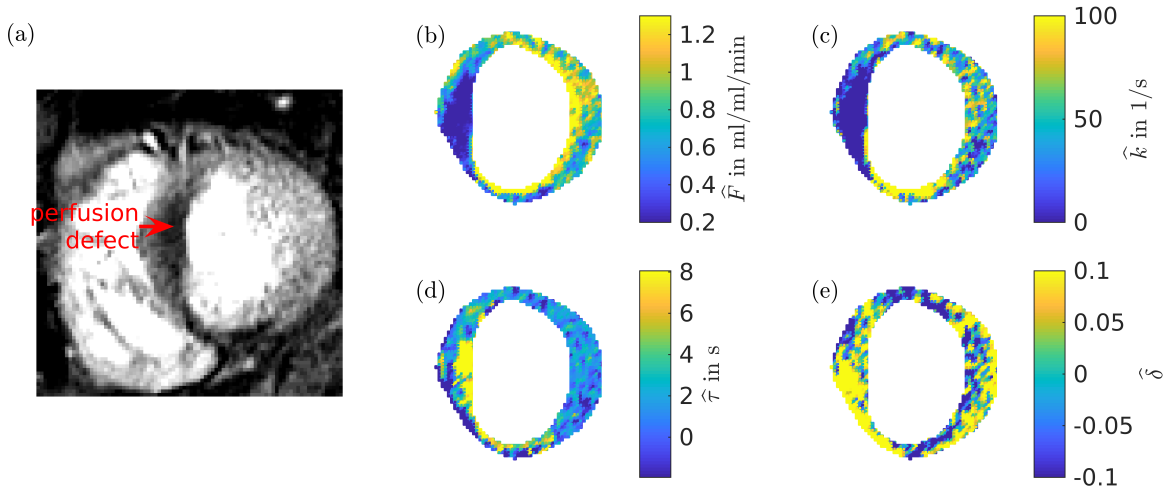 (a)
perfusion
defect
(b)
1.2
1
0.8
0.6
0.4
0.2
F̂ in ml/ml/min
(c)
100
50
0
k̂ in 1/s
(d)
8
6
4
2
0
τ̂ in s
(e)
0.1
0.05
0
-0.05
-0.1
δ̂